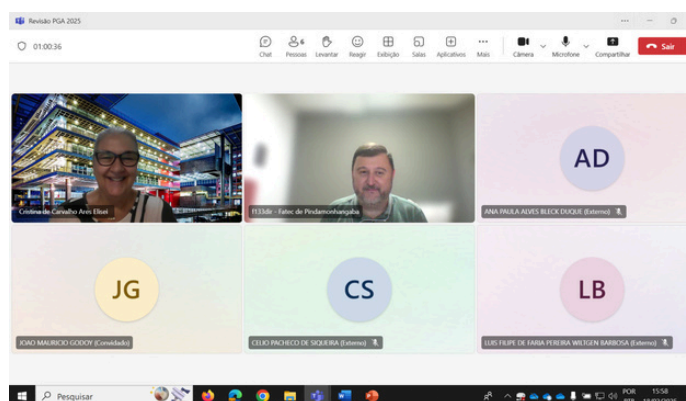 Revisão PGA 2025
01:00:36
Chat
6
Pessoas
Levantar
Reagir
Exibição
Salas
Aplicativos
Mais
Câmera
Microfone
Compartilhar
Sair
Cristina de Carvalho Ares Elisei
f133dir - Fatec de Pindamonhangaba
AD
ANA PAULA ALVES BLECK DUQUE (Externo)
JG
JOAO MAURICIO GODOY (Convidado)
CS
CELIO PACHECO DE SIQUEIRA (Externo)
LB
LUIS FILIPE DE FARIA PEREIRA WILTGEN BARBOSA (Externo)
Pesquisar
POR
15:58